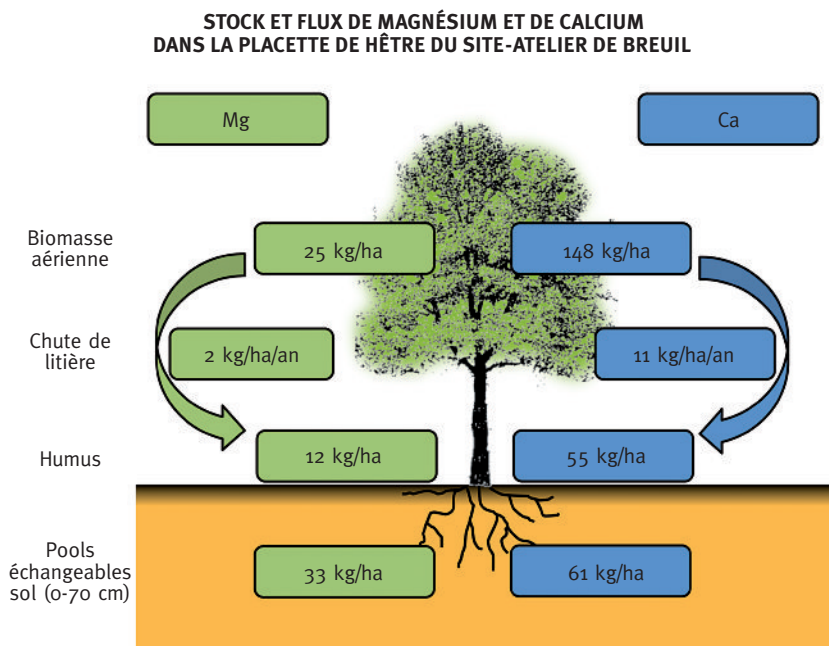 STOCK ET FLUX DE MAGNÉSIUM ET DE CALCIUM
DANS LA PLACETTE DE HÊTRE DU SITE-ATELIER DE BREUIL
Mg
Ca
Biomasse
aérienne
25 kg/ha
148 kg/ha
Chute de
litière
2 kg/ha/an
11 kg/ha/an
Humus
12 kg/ha
55 kg/ha
Pools
échangeables
sol (0-70 cm)
33 kg/ha
61 kg/ha